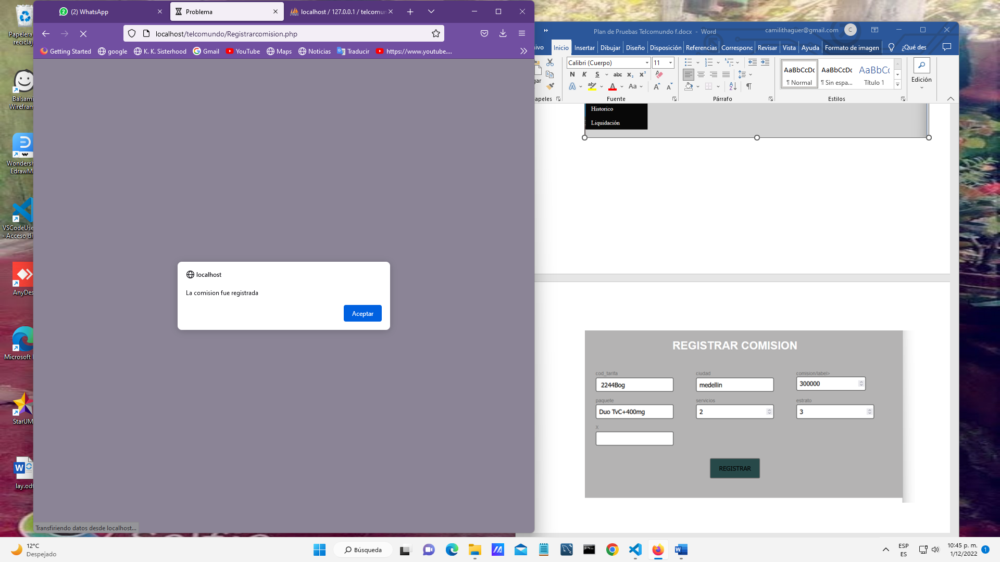 Papelera
reciclaj
Balsami
Wirefram
Wondersh
EdrawM
VSCodeUse
- Acceso di
AnyDes
Microsoft
StarUM
lay.odt
(2) WhatsApp
Problema
localhost / 127.0.0.1 / telcomun
localhost/telcomundo/Registrarcomision.php
Getting Started
google
K. K. Sisterhood
Gmail
YouTube
Maps
Noticias
Traducir
https://www.youtube....
localhost
La comision fue registrada
Aceptar
Transfiriendo datos desde localhost...
Plan de Pruebas Telcomundo f.docx - Word
camilithaguer@gmail.com
C
ivo
Inicio
Insertar
Dibujar
Diseño
Disposición
Referencias
Corresponc
Revisar
Vista
Ayuda
Formato de imagen
¿Qué des
Calibri (Cuerpo)
11
gar
N K S abc x₂ x²
A aby A Aa A A
AaBbCcDc
¶ Normal
AaBbCcDc
¶ Sin espa...
AaBbCc
Título 1
Edición
apeles
Fuente
Párrafo
Estilos
Historico
Liquidación
REGISTRAR COMISION
cod_tarifa
ciudad
comision/label>
2244Bog
medellin
300000
paquete
servicios
estrato
Duo TvC+400mg
2
3
X
REGISTRAR
12°C
Despejado
Búsqueda
ESP
ES
10:45 p. m.
1/12/2022
1